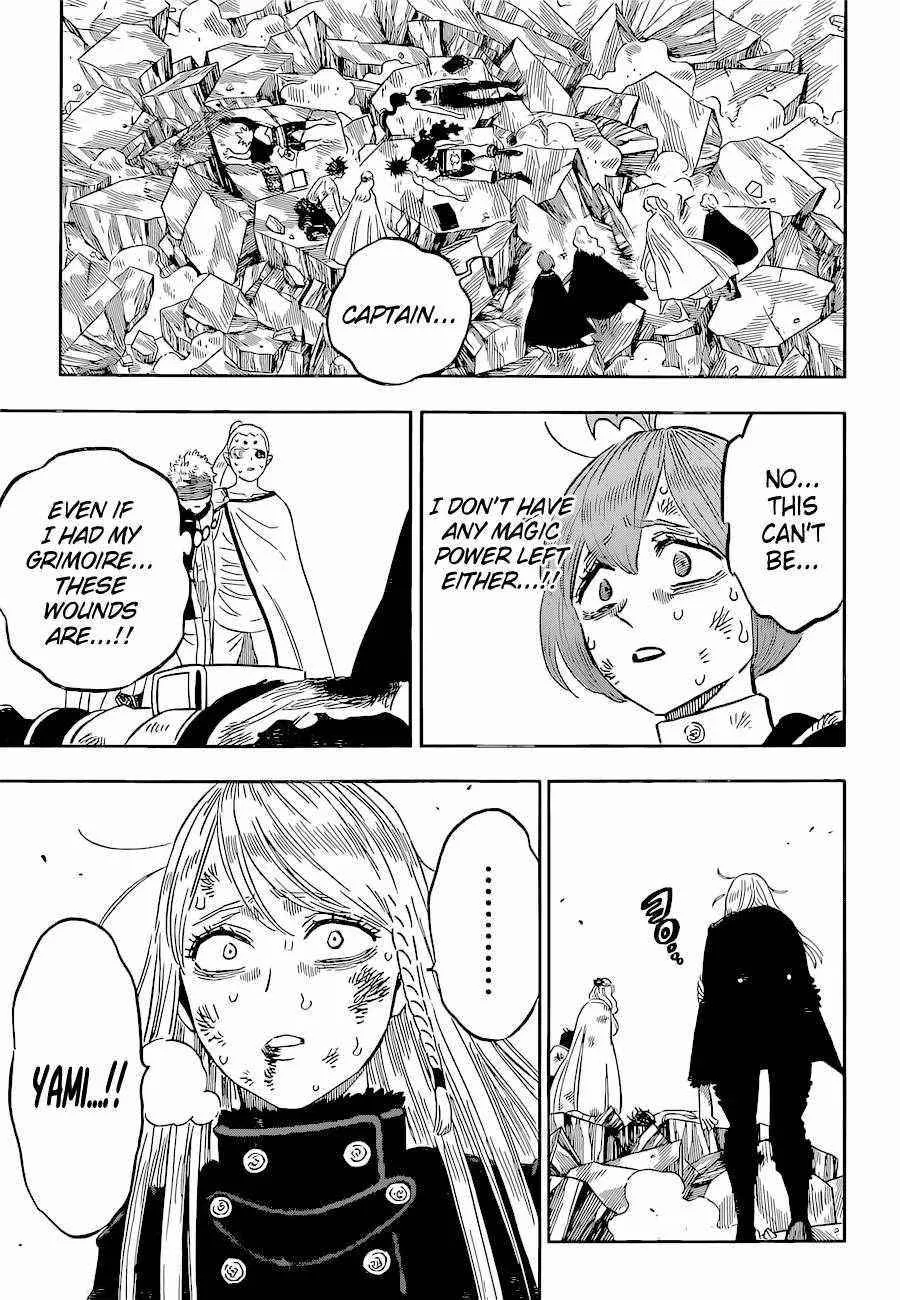 CAPTAIN...
NO...
THIS
CAN'T
BE...
I DON'T HAVE
ANY MAGIC
POWER LEFT
EITHER...!!
EVEN IF
I HAD MY
GRIMOIRE...
THESE
WOUNDS
ARE...!!
.........
YAMI...!!